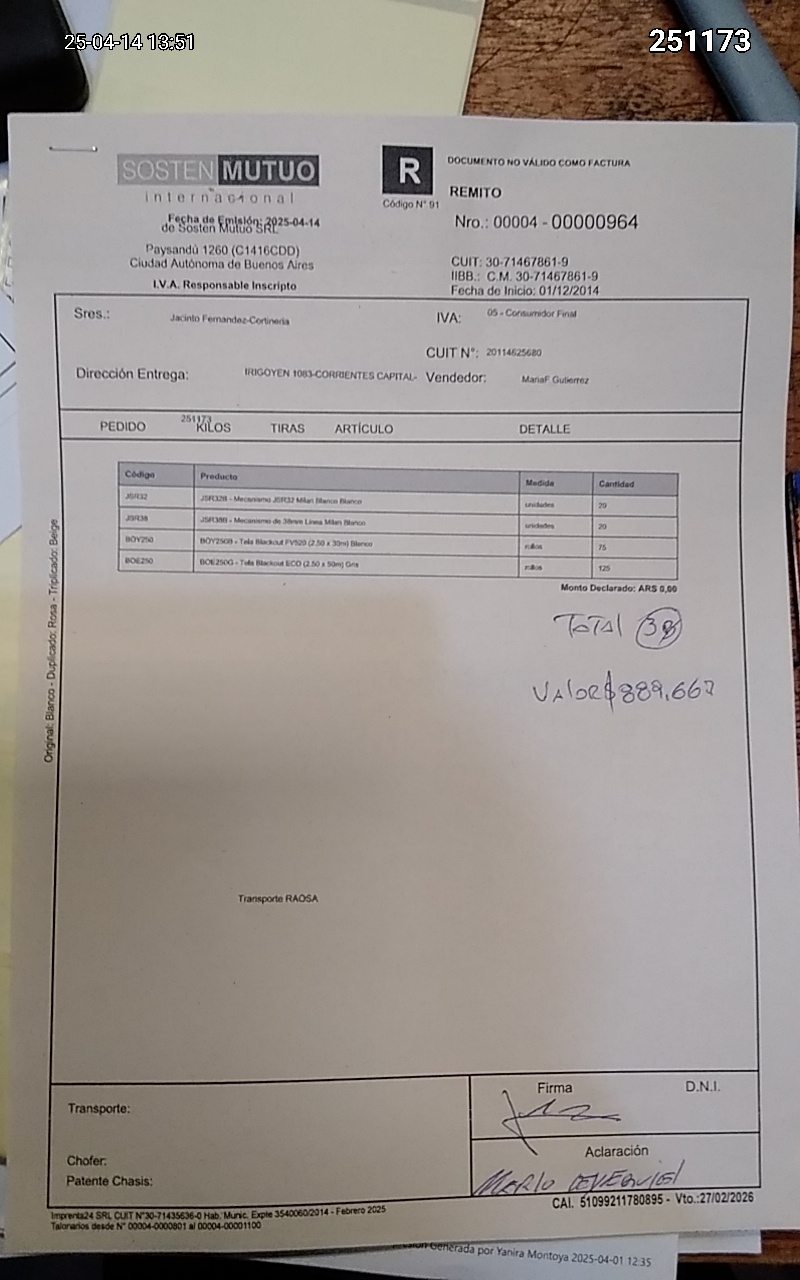 25-04-14 13:51
251173
SOSTEN MUTUO
internacional
Fecha de Emisión: 2025-04-14
de Sosten Mutuo SRL
Paysandú 1260 (C1416CDD)
Ciudad Autónoma de Buenos Aires
I.V.A. Responsable Inscripto
R
Código N° 91
DOCUMENTO NO VÁLIDO COMO FACTURA
REMITO
Nro.: 00004 - 00000964
CUIT: 30-71467861-9
IIBB.: C.M. 30-71467861-9
Fecha de Inicio: 01/12/2014
Sres.: Jacinto Fernandez-Cortineria
IVA: 05 - Consumidor Final
CUIT N°: 20114625680
Dirección Entrega: IRIGOYEN 1083-CORRIENTES CAPITAL-
Vendedor: MariaF Gutierrez
251173
PEDIDO KILOS TIRAS ARTÍCULO DETALLE
Código Producto Medida Cantidad
JSR32 JSR32B - Mecanismo JSR32 Milan Blanco Blanco unidades 20
JSR38 JSR38B - Mecanismo de 38mm Linea Milan Blanco unidades 20
BOY250 BOY250B - Tela Blackout FV520 (2.50 x 30m) Blanco rollos 75
BOE250 BOE250G - Tela Blackout ECO (2.50 x 50m) Gris rollos 125
Monto Declarado: ARS 0,00
TOTAL
VALOR $889.667
Original: Blanco - Duplicado: Rosa - Triplicado: Beige
Transporte RAOSA
Transporte:
Chofer:
Patente Chasis:
Firma D.N.I.
Aclaración
CAI. 51099211780895 - Vto.:27/02/2026
Imprenta24 SRL CUIT N°30-71435636-0 Hab. Munic. Expte 3540060/2014 - Febrero 2025
Talonarios desde N° 00004-0000801 al 00004-00001100
Generada por Yanira Montoya 2025-04-01 12:35